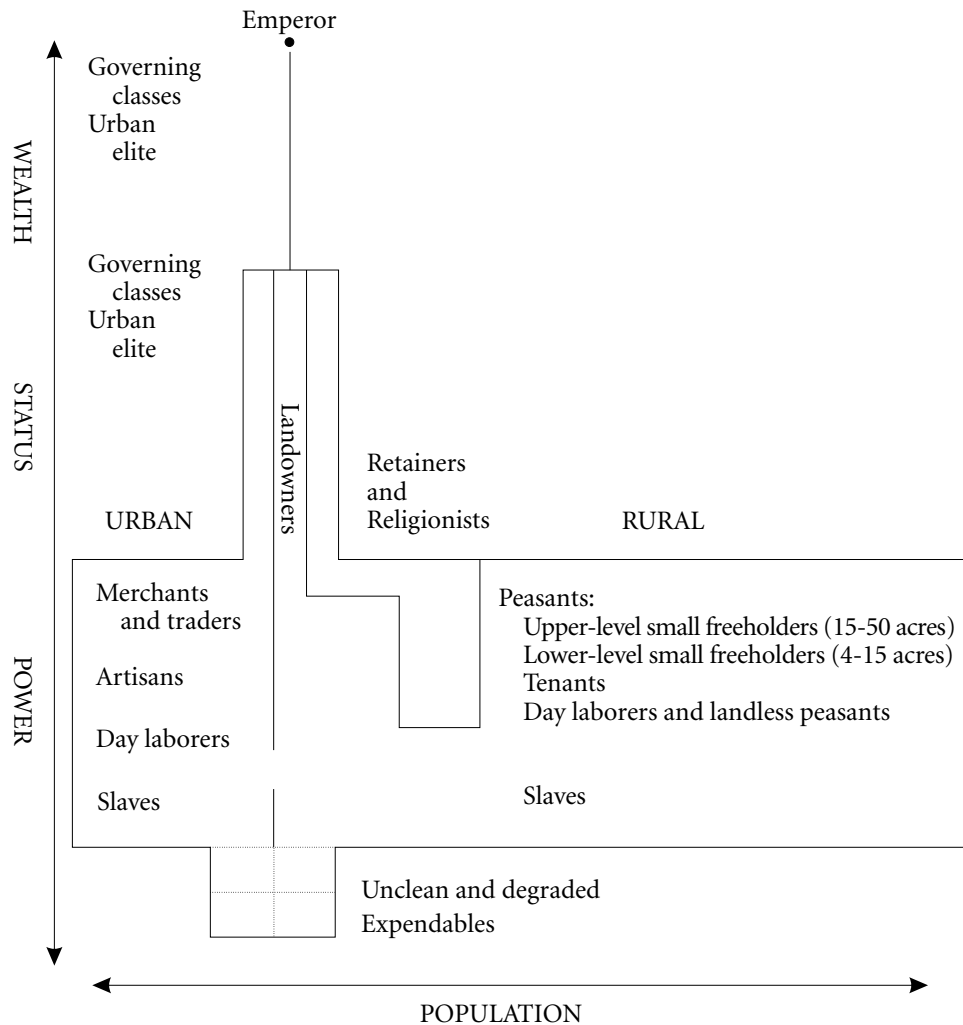 Emperor
Governing
classes
Urban
elite
WEALTH
Governing
classes
Urban
elite
STATUS
Landowners
Retainers
and
Religionists
URBAN
RURAL
Merchants
and traders
Peasants:
Upper-level small freeholders (15-50 acres)
Lower-level small freeholders (4-15 acres)
Tenants
Day laborers and landless peasants
Artisans
POWER
Day laborers
Slaves
Slaves
Unclean and degraded
Expendables
POPULATION